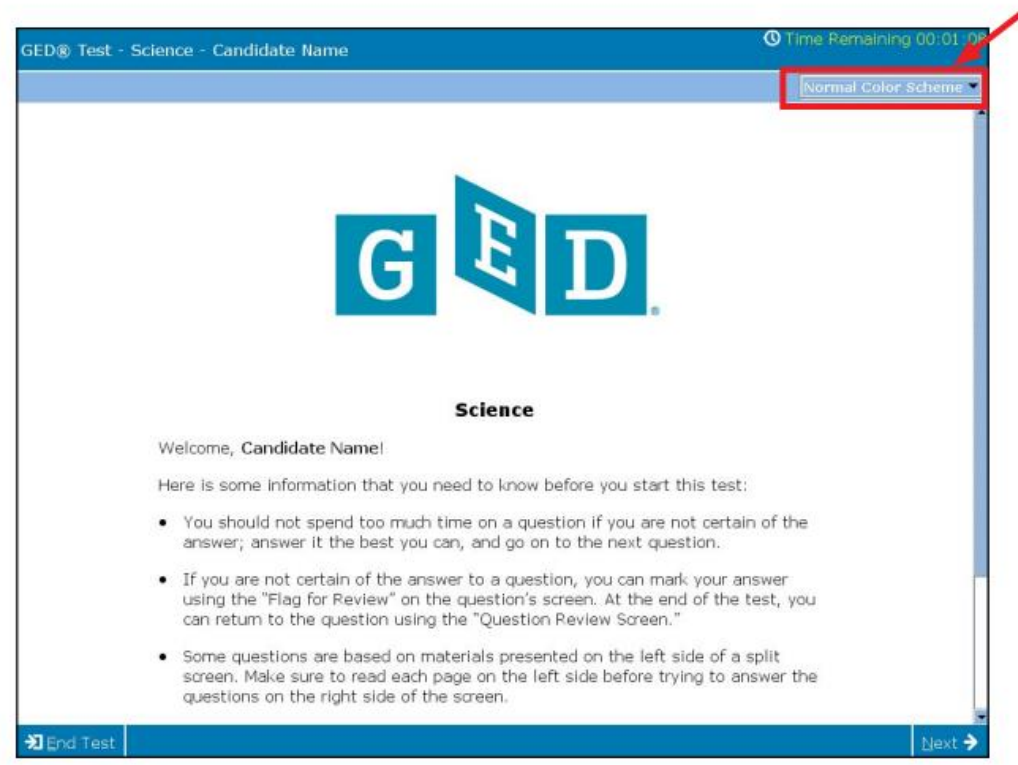 GED® Test - Science - Candidate Name
Time Remaining 00:01:08
Normal Color Scheme
GED®
Science
Welcome, Candidate Name!
Here is some information that you need to know before you start this test:
• You should not spend too much time on a question if you are not certain of the
answer; answer it the best you can, and go on to the next question.
• If you are not certain of the answer to a question, you can mark your answer
using the "Flag for Review" on the question's screen. At the end of the test, you
can return to the question using the "Question Review Screen."
• Some questions are based on materials presented on the left side of a split
screen. Make sure to read each page on the left side before trying to answer the
questions on the right side of the screen.
End Test
Next